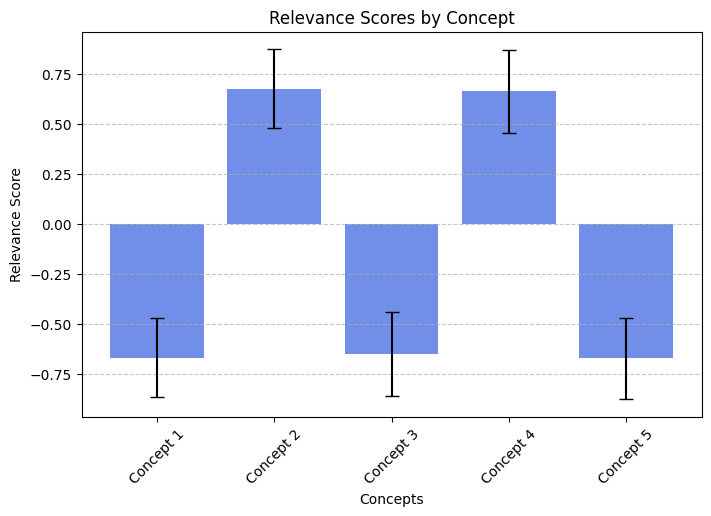 Relevance Scores by Concept
Relevance Score
0.75
0.50
0.25
0.00
−0.25
−0.50
−0.75
Concept 1
Concept 2
Concept 3
Concept 4
Concept 5
Concepts